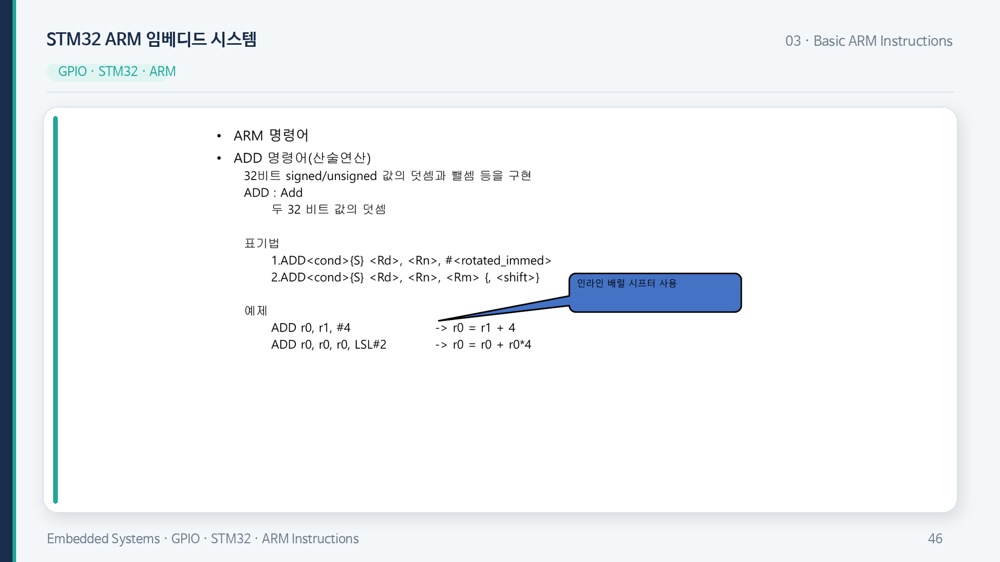 STM32 ARM 임베디드 시스템
03 · Basic ARM Instructions
GPIO · STM32 · ARM
• ARM 명령어
• ADD 명령어(산술연산)
32비트 signed/unsigned 값의 덧셈과 뺄셈 등을 구현
ADD : Add
두 32 비트 값의 덧셈
표기법
1.ADD<cond>{S} <Rd>, <Rn>, #<rotated_immed>
2.ADD<cond>{S} <Rd>, <Rn>, <Rm> {, <shift>}
인라인 배럴 시프터 사용
예제
ADD r0, r1, #4 -> r0 = r1 + 4
ADD r0, r0, r0, LSL#2 -> r0 = r0 + r0*4
Embedded Systems · GPIO · STM32 · ARM Instructions
46